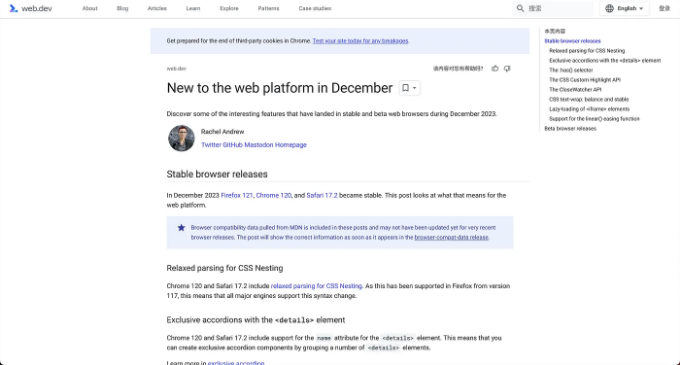 web.dev
About
Blog
Articles
Learn
Explore
Patterns
Case studies
搜索
English
登录
Get prepared for the end of third-party cookies in Chrome. Test your site today for any breakages.
web.dev
该内容对您有帮助吗?
New to the web platform in December
Discover some of the interesting features that have landed in stable and beta web browsers during December 2023.
Rachel Andrew
Twitter GitHub Mastodon Homepage
Stable browser releases
In December 2023 Firefox 121, Chrome 120, and Safari 17.2 became stable. This post looks at what that means for the
web platform.
Browser compatibility data pulled from MDN is included in these posts and may not have been updated yet for very recent
browser releases. The post will show the correct information as soon as it appears in the browser-compat-data release.
Relaxed parsing for CSS Nesting
Chrome 120 and Safari 17.2 include relaxed parsing for CSS Nesting. As this has been supported in Firefox from version
117, this means that all major engines support this syntax change.
Exclusive accordions with the <details> element
Chrome 120 and Safari 17.2 include support for the name attribute for the <details> element. This means that you
can create exclusive accordion components by grouping a number of <details> elements.
Learn more in exclusive accordion.
本页内容
Stable browser releases
Relaxed parsing for CSS Nesting
Exclusive accordions with the <details> element
The :has() selector
The CSS Custom Highlight API
The CloseWatcher API
CSS text-wrap: balance and stable
Lazy-loading of <iframe> elements
Support for the linear()-easing function
Beta browser releases